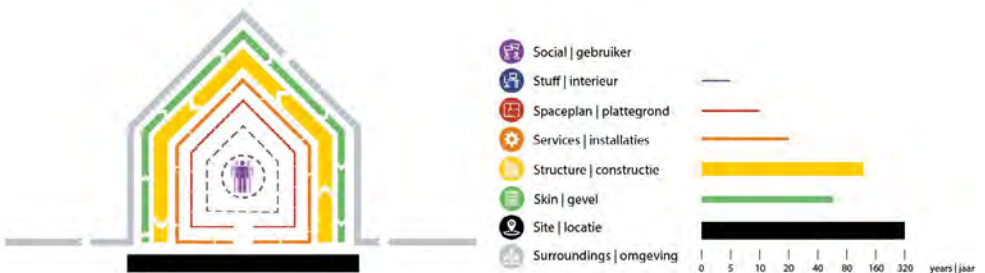 Social | gebruiker
Stuff | interieur
Spaceplan | plattegrond
Services | installaties
Structure | constructie
Skin | gevel
Site | locatie
Surroundings | omgeving
0 5 10 20 40 80 160 320 years | jaar